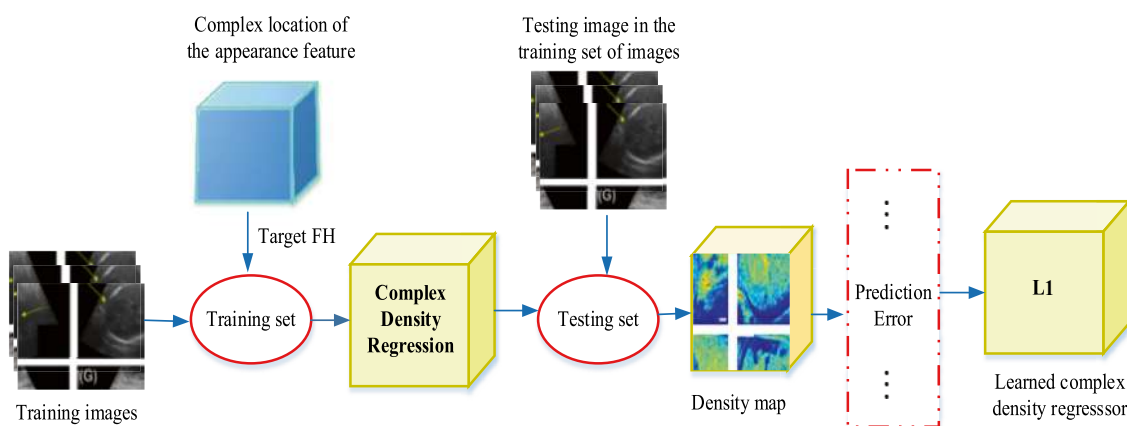 Complex location of
the appearance feature
Testing image in the
training set of images
(G)
Target FH
Training set
Complex
Density
Regression
Testing set
Prediction
Error
L1
(G)
Training images
Density map
Learned complex
density regresssor